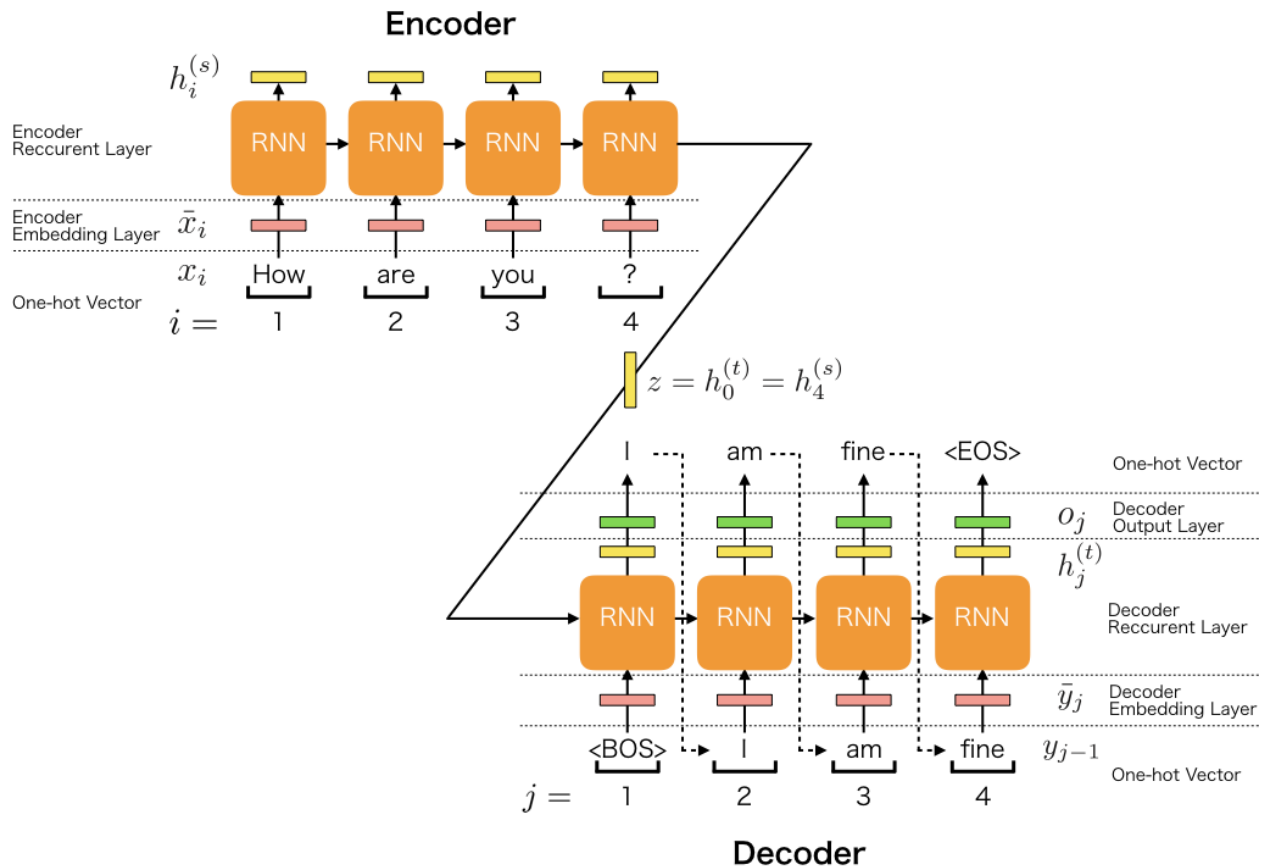 Encoder
h_i^{(s)}
Encoder
Reccurent Layer
RNN RNN RNN RNN
Encoder
Embedding Layer
x̄_i
x_i How are you ?
One-hot Vector
i = 1 2 3 4
z = h_0^{(t)} = h_4^{(s)}
I am fine <EOS>
One-hot Vector
o_j
Decoder
Output Layer
h_j^{(t)}
RNN RNN RNN RNN
Decoder
Reccurent Layer
ȳ_j
Decoder
Embedding Layer
<BOS> I am fine y_{j-1}
One-hot Vector
j = 1 2 3 4
Decoder